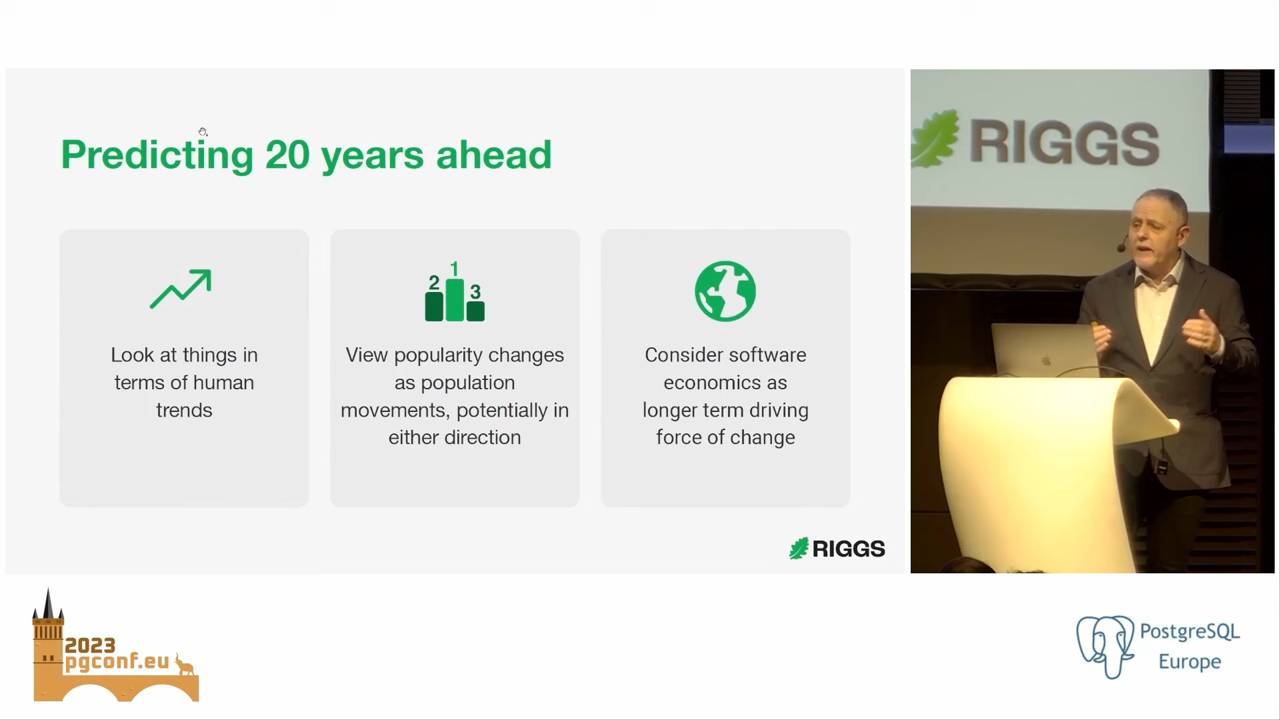 Predicting 20 years ahead
Look at things in
terms of human
trends
2
1
3
View popularity changes
as population
movements, potentially in
either direction
Consider software
economics as
longer term driving
force of change
RIGGS
RIGGS
2023
pgconf.eu
PostgreSQL
Europe